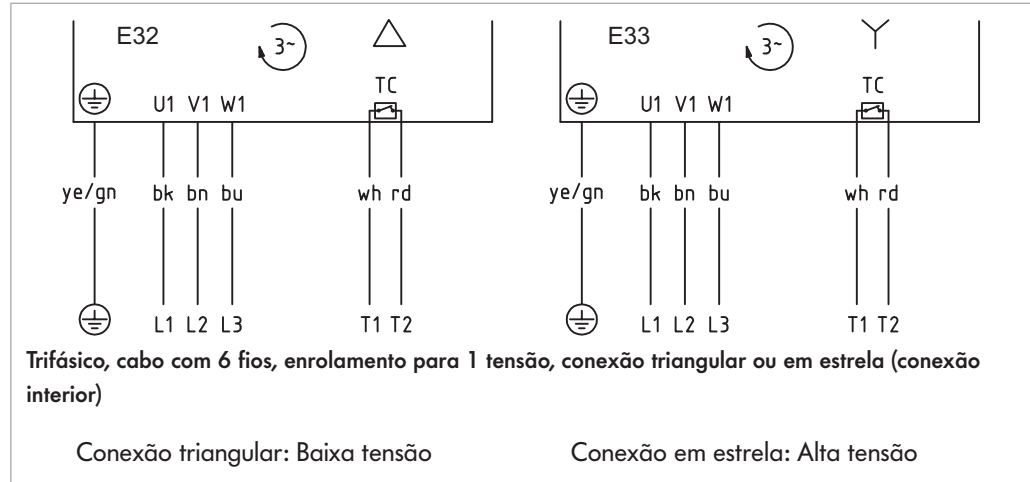 E32 3~ E33 3~
TC TC
U1 V1 W1 U1 V1 W1
ye/gn bk bn bu wh rd ye/gn bk bn bu wh rd
L1 L2 L3 T1 T2 L1 L2 L3 T1 T2
Trifásico, cabo com 6 fios, enrolamento para 1 tensão, conexão triangular ou em estrela (conexão
interior)
Conexão triangular: Baixa tensão Conexão em estrela: Alta tensão